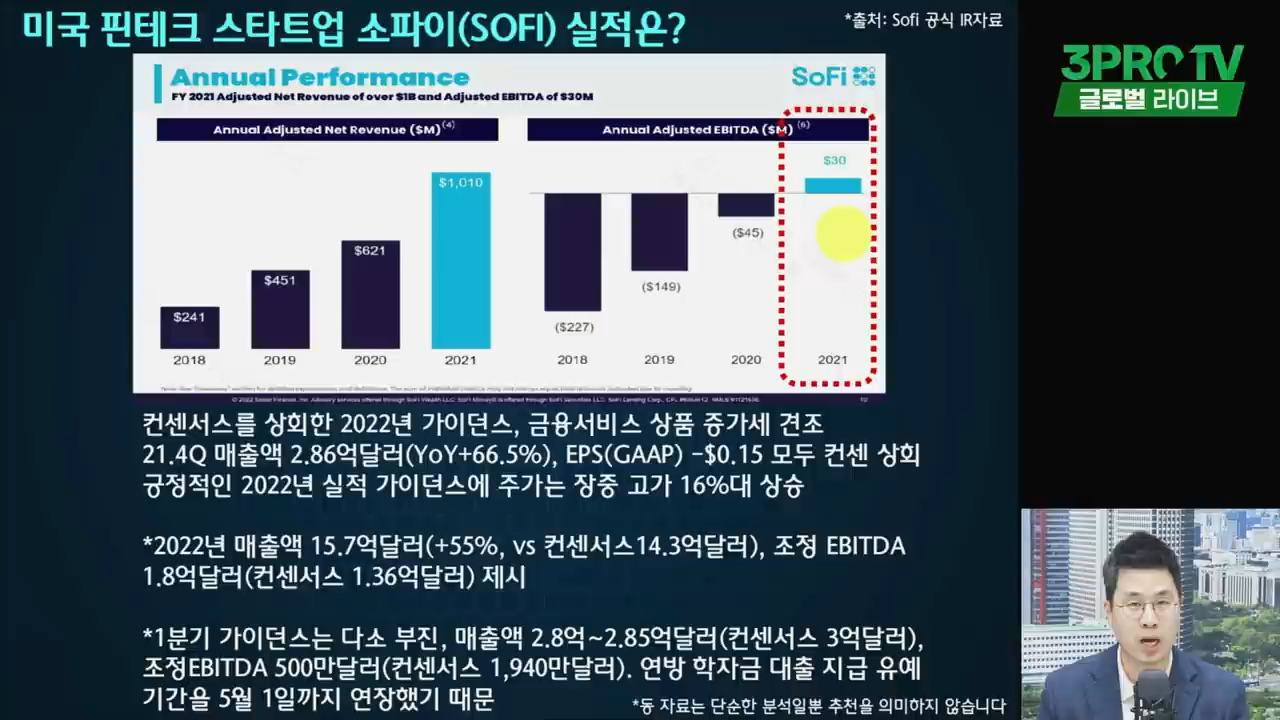 미국 핀테크 스타트업 소파이(SOFI) 실적은?
*출처: Sofi 공식 IR자료
3PRO TV
글로벌 라이브
Annual Performance
SoFi
FY 2021 Adjusted Net Revenue of over $1B and Adjusted EBITDA of $30M
Annual Adjusted Net Revenue ($M)(4)
Annual Adjusted EBITDA ($M) (6)
$241
$451
$621
$1,010
2018
2019
2020
2021
($227)
($149)
($45)
$30
2018
2019
2020
2021
10
컨센서스를 상회한 2022년 가이던스, 금융서비스 상품 증가세 견조
21.4Q 매출액 2.86억달러(YoY+66.5%), EPS(GAAP) -$0.15 모두 컨센 상회
긍정적인 2022년 실적 가이던스에 주가는 장중 고가 16%대 상승
*2022년 매출액 15.7억달러(+55%, vs 컨센서스14.3억달러), 조정 EBITDA
1.8억달러(컨센서스 1.36억달러) 제시
*1분기 가이던스는 다소 부진, 매출액 2.8억~2.85억달러(컨센서스 3억달러),
조정EBITDA 500만달러(컨센서스 1,940만달러). 연방 학자금 대출 지급 유예
기간을 5월 1일까지 연장했기 때문
*동 자료는 단순한 분석일뿐 추천을 의미하지 않습니다